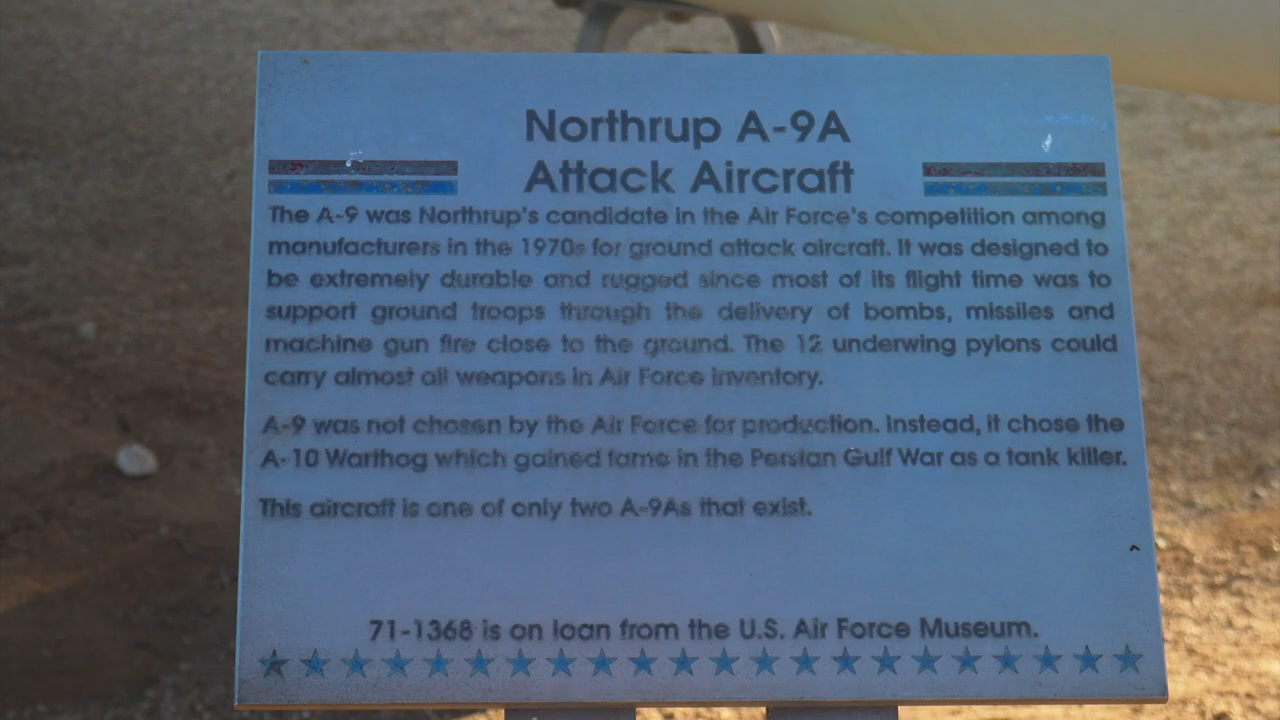 Northrup A-9A
Attack Aircraft
The A-9 was Northrup's candidate in the Air Force's competition among
manufacturers in the 1970s for ground attack aircraft. It was designed to
be extremely durable and rugged since most of its flight time was to
support ground troops through the delivery of bombs, missiles and
machine gun fire close to the ground. The 12 underwing pylons could
carry almost all weapons in Air Force Inventory.
A-9 was not chosen by the Air Force for production. Instead, it chose the
A-10 Warthog which gained fame in the Persian Gulf War as a tank killer.
This aircraft is one of only two A-9As that exist.
71-1368 is on loan from the U.S. Air Force Museum.